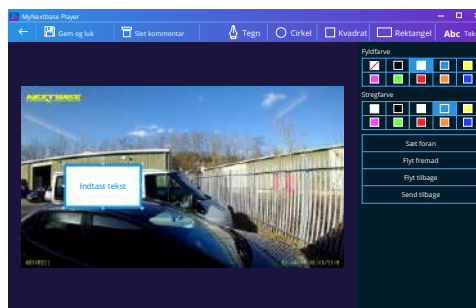 MyNextbase Player
Gem og luk
Slet kommentar
Tegn
Cirkel
Kvadrat
Rektangel
Abc Tek
Fyldfarve
NEXTBASE
Stregfarve
Sæt foran
Flyt fremad
Flyt tilbage
Send tilbage
Indtast tekst